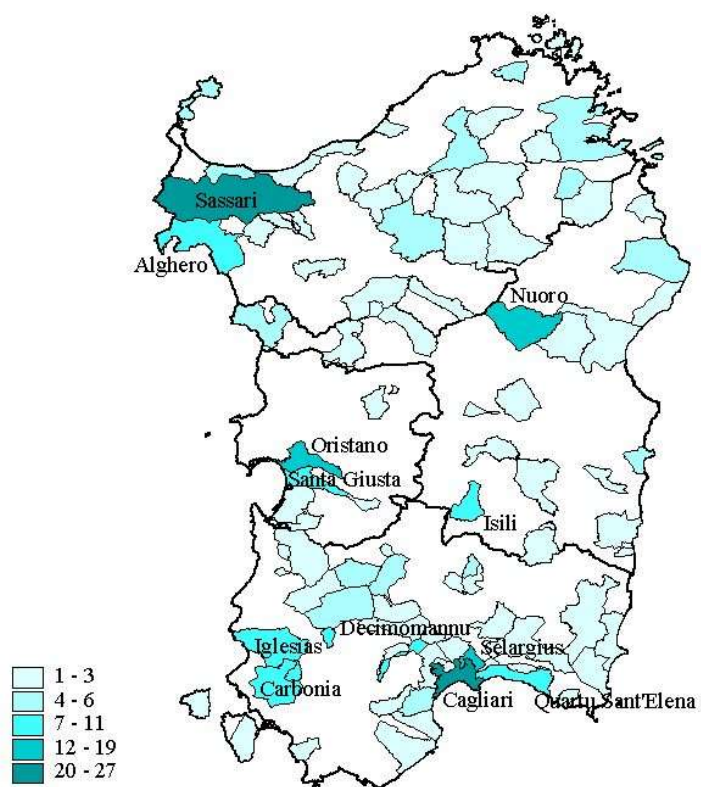 Sassari
Alghero
Nuoro
Oristano
Santa Giusta
Isili
Decimomannu
Iglesias
Selargius
Carbonia
Cagliari
Quartu Sant'Elena
1 - 3
4 - 6
7 - 11
12 - 19
20 - 27